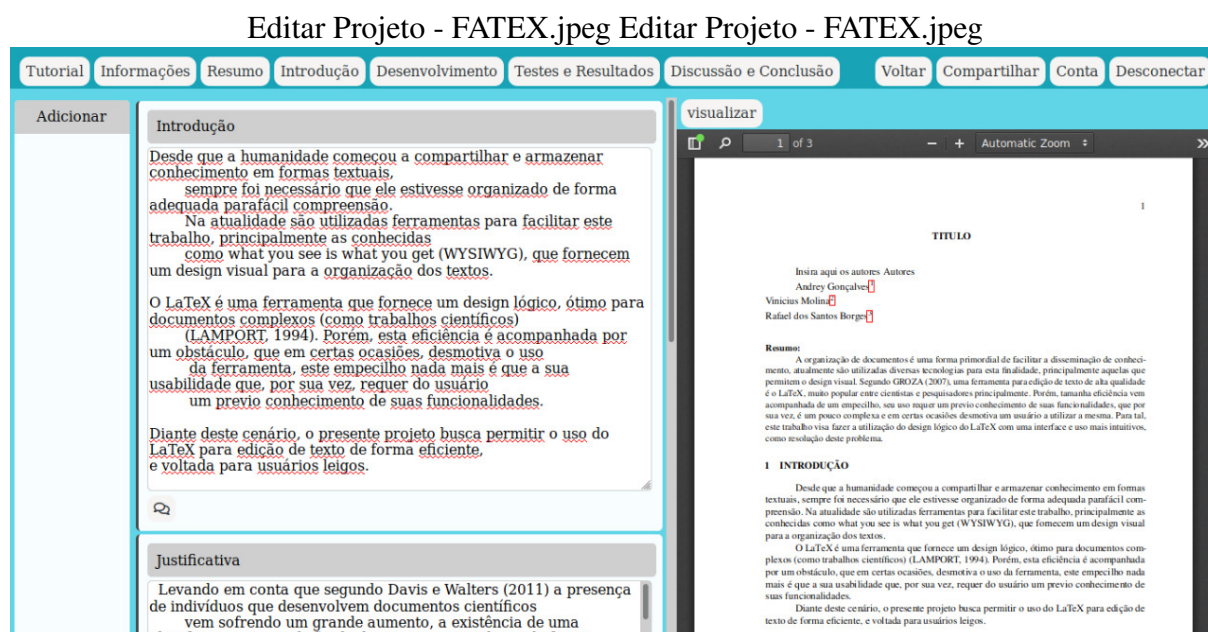 Editar Projeto - FATEX.jpeg Editar Projeto - FATEX.jpeg
Tutorial Informações Resumo Introdução Desenvolvimento Testes e Resultados Discussão e Conclusão Voltar Compartilhar Conta Desconectar
Adicionar
Introdução
Desde que a humanidade começou a compartilhar e armazenar
conhecimento em formas textuais,
sempre foi necessário que ele estivesse organizado de forma
adequada parafácil compreensão.
Na atualidade são utilizadas ferramentas para facilitar este
trabalho, principalmente as conhecidas
como what you see is what you get (WYSIWYG), que fornecem
um design visual para a organização dos textos.
O LaTeX é uma ferramenta que fornece um design lógico, ótimo para
documentos complexos (como trabalhos científicos)
(LAMPORT, 1994). Porém, esta eficiência é acompanhada por
um obstáculo, que em certas ocasiões, desmotiva o uso
da ferramenta, este empecilho nada mais é que a sua
usabilidade que, por sua vez, requer do usuário
um previo conhecimento de suas funcionalidades.
Diante deste cenário, o presente projeto busca permitir o uso do
LaTeX para edição de texto de forma eficiente,
e voltada para usuários leigos.
Justificativa
Levando em conta que segundo Davis e Walters (2011) a presença
de indivíduos que desenvolvem documentos científicos
vem sofrendo um grande aumento, a existência de uma
visualizar
1 of 3 − + Automatic Zoom
1
TITULO
Insira aqui os autores Autores
Andrey Gonçalves1
Vinicius Molina2
Rafael dos Santos Borges3
Resumo:
A organização de documentos é uma forma primordial de facilitar a disseminação de conheci-
mento, atualmente são utilizadas diversas tecnologias para esta finalidade, principalmente aquelas que
permitem o design visual. Segundo GROZA (2007), uma ferramenta para edição de texto de alta qualidade
é o LaTeX, muito popular entre cientistas e pesquisadores principalmente. Porém, tamanha eficiência vem
acompanhada de um empecilho, seu uso requer um previo conhecimento de suas funcionalidades, que por
sua vez, é um pouco complexa e em certas ocasiões desmotiva um usuário a utilizar a mesma. Para tal,
este trabalho visa fazer a utilização do design lógico do LaTeX com uma interface e uso mais intuitivos,
como resolução deste problema.
1 INTRODUÇÃO
Desde que a humanidade começou a compartilhar e armazenar conhecimento em formas
textuais, sempre foi necessário que ele estivesse organizado de forma adequada parafácil com-
preensão. Na atualidade são utilizadas ferramentas para facilitar este trabalho, principalmente as
conhecidas como what you see is what you get (WYSIWYG), que fornecem um design visual
para a organização dos textos.
O LaTeX é uma ferramenta que fornece um design lógico, ótimo para documentos com-
plexos (como trabalhos científicos) (LAMPORT, 1994). Porém, esta eficiência é acompanhada
por um obstáculo, que em certas ocasiões, desmotiva o uso da ferramenta, este empecilho nada
mais é que a sua usabilidade que, por sua vez, requer do usuário um previo conhecimento de
suas funcionalidades.
Diante deste cenário, o presente projeto busca permitir o uso do LaTeX para edição de
texto de forma eficiente, e voltada para usuários leigos.